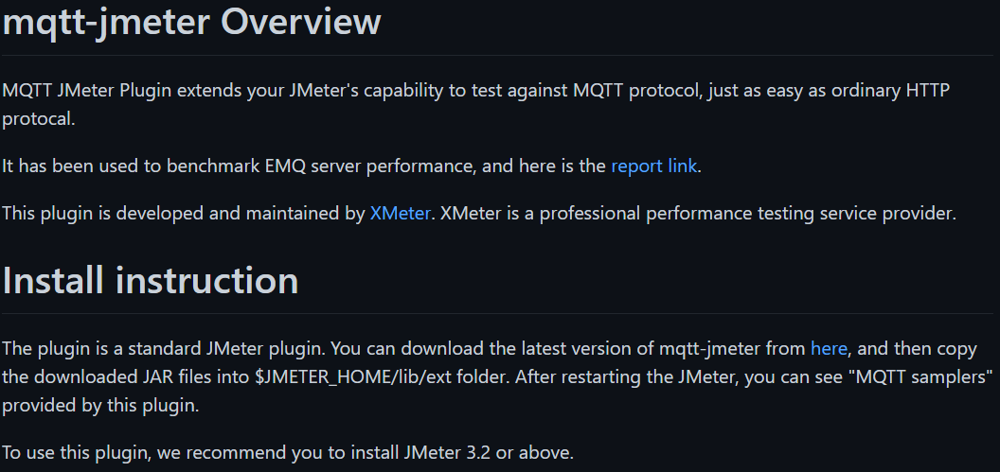 mqtt-jmeter Overview
MQTT JMeter Plugin extends your JMeter's capability to test against MQTT protocol, just as easy as ordinary HTTP
protocal.
It has been used to benchmark EMQ server performance, and here is the report link.
This plugin is developed and maintained by XMeter. XMeter is a professional performance testing service provider.
Install instruction
The plugin is a standard JMeter plugin. You can download the latest version of mqtt-jmeter from here, and then copy
the downloaded JAR files into $JMETER_HOME/lib/ext folder. After restarting the JMeter, you can see "MQTT samplers"
provided by this plugin.
To use this plugin, we recommend you to install JMeter 3.2 or above.